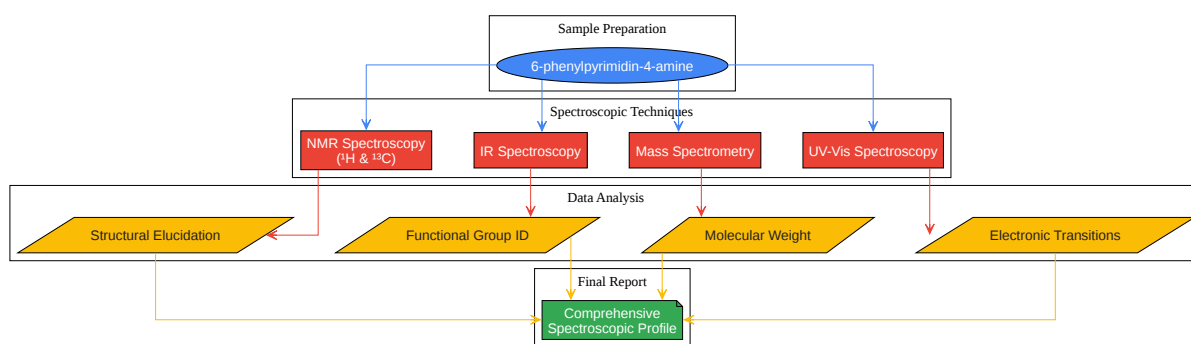 Sample Preparation
6-phenylpyrimidin-4-amine
Spectroscopic Techniques
NMR Spectroscopy
(¹H & ¹³C)
IR Spectroscopy
Mass Spectrometry
UV-Vis Spectroscopy
Data Analysis
Structural Elucidation
Functional Group ID
Molecular Weight
Electronic Transitions
Final Report
Comprehensive
Spectroscopic Profile